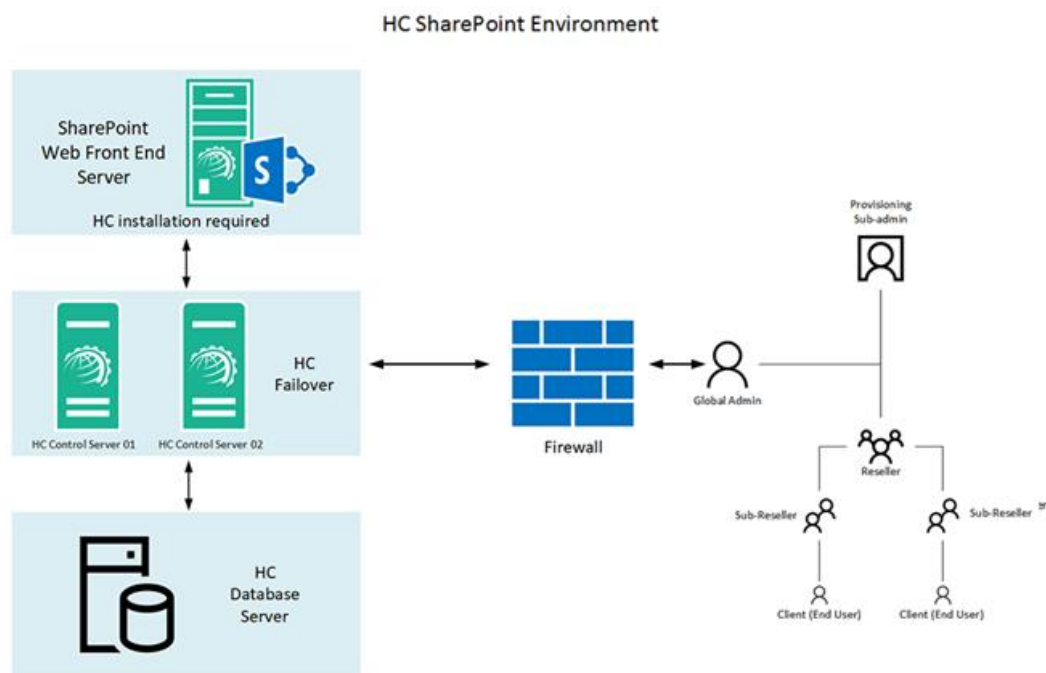 HC SharePoint Environment
SharePoint
Web Front End
Server
S
HC installation required
HC
Failover
HC Control Server 01
HC Control Server 02
HC
Database
Server
Firewall
Provisioning
Sub-admin
Global Admin
Reseller
Sub-Reseller
Sub-Reseller
Client (End User)
Client (End User)